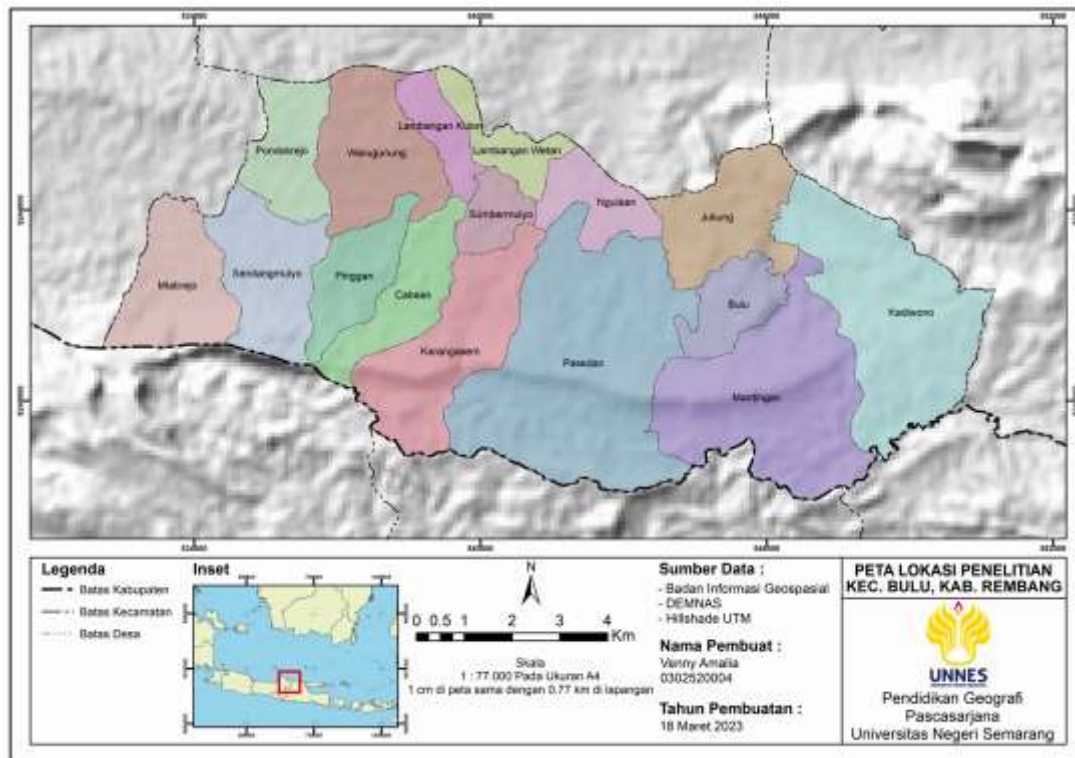 Pondokrejo
Warugunung
Lambangan Kulon
Lambangan Wetan
Sumbermulyo
Ngulaan
Jukung
Mlatirejo
Sendangmulyo
Pinggan
Cabean
Karangasem
Pasedan
Bulu
Kadiwono
Mantingan
Legenda
Batas Kabupaten
Batas Kecamatan
Batas Desa
Inset
N
0 0.5 1 2 3 4
Km
Skala
1 : 77.000 Pada Ukuran A4
1 cm di peta sama dengan 0.77 km di lapangan
Sumber Data :
- Badan Informasi Geospasial
- DEMNAS
- Hillshade UTM
Nama Pembuat :
Venny Amalia
0302520004
Tahun Pembuatan :
18 Maret 2023
PETA LOKASI PENELITIAN
KEC. BULU, KAB. REMBANG
UNNES
Pendidikan Geografi
Pascasarjana
Universitas Negeri Semarang